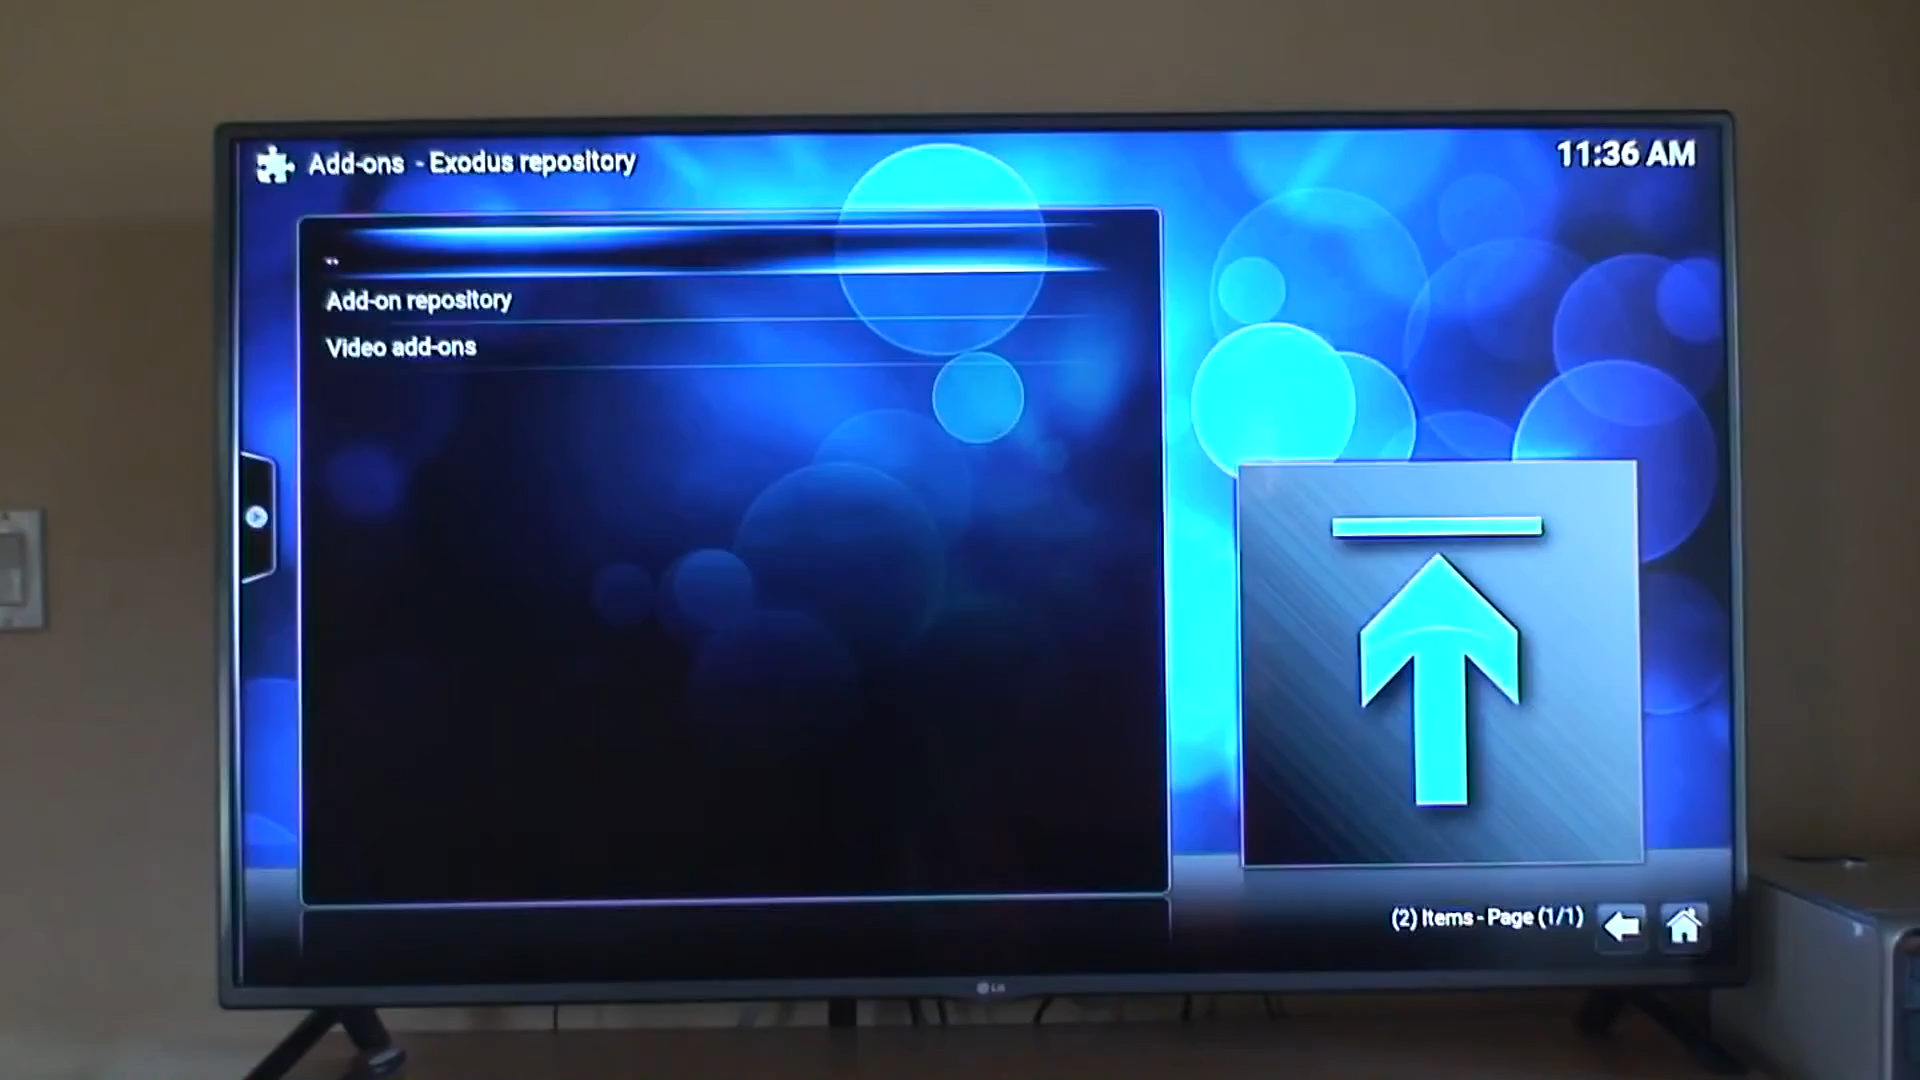 Add-ons - Exodus repository
11:36 AM
..
Add-on repository
Video add-ons
(2) Items - Page (1/1)
LG